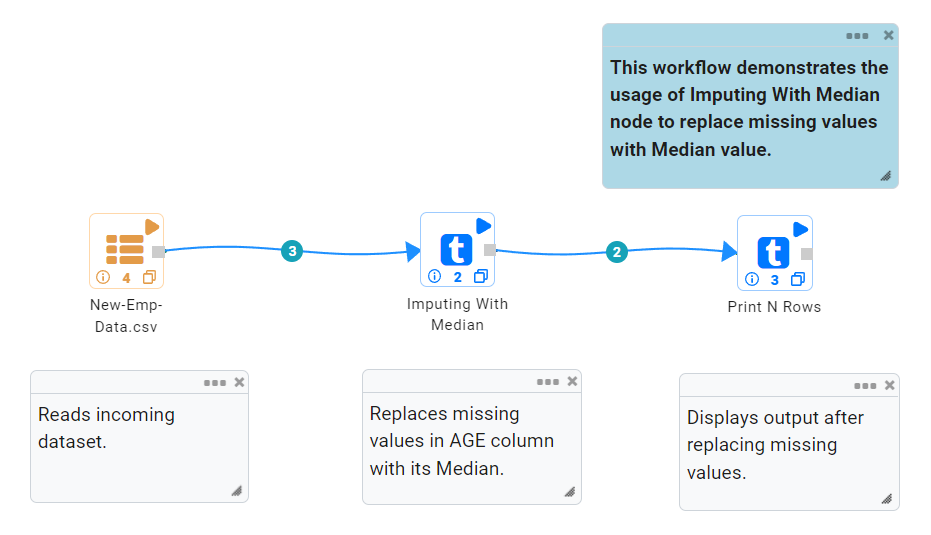 This workflow demonstrates the
usage of Imputing With Median
node to replace missing values
with Median value.
3
2
t
t
4
2
3
New-Emp-
Data.csv
Imputing With
Median
Print N Rows
Reads incoming
dataset.
Replaces missing
values in AGE column
with its Median.
Displays output after
replacing missing
values.